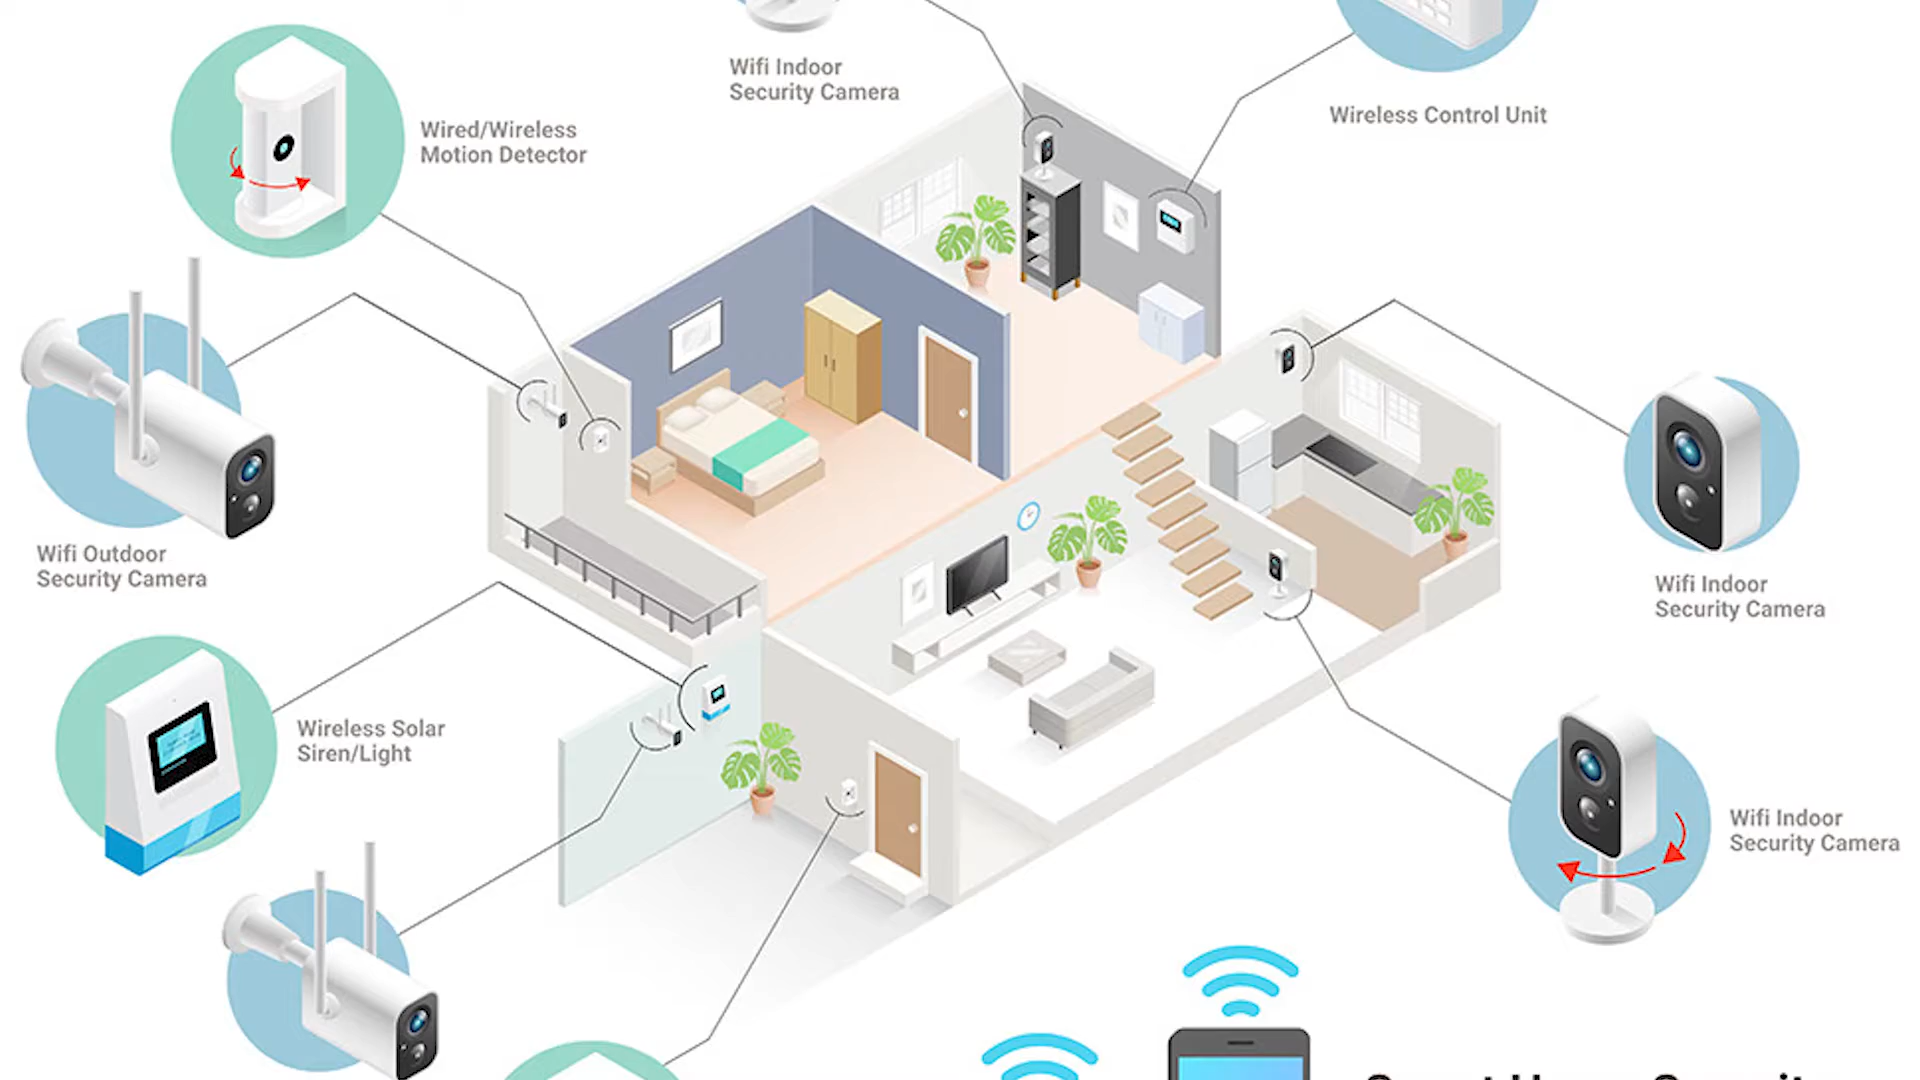 Wifi Indoor
Security Camera
Wireless Control Unit
Wired/Wireless
Motion Detector
Wifi Outdoor
Security Camera
Wifi Indoor
Security Camera
Wireless Solar
Siren/Light
Wifi Indoor
Security Camera